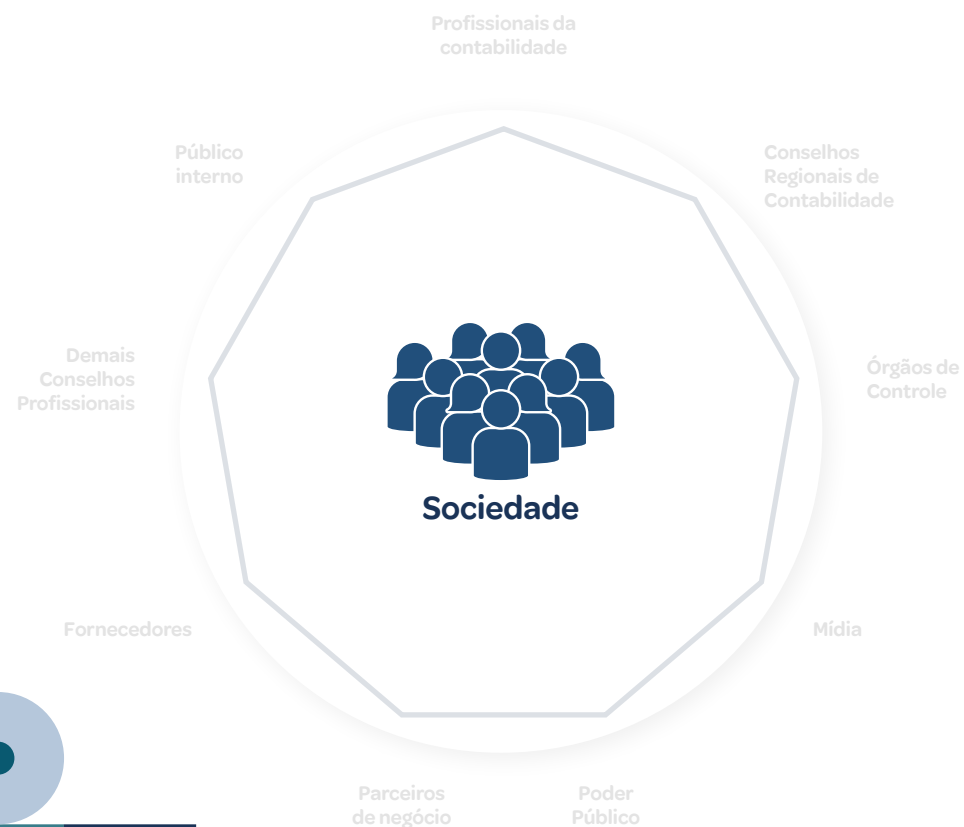 Profissionais da
contabilidade
Público
interno
Conselhos
Regionais de
Contabilidade
Demais
Conselhos
Profissionais
Órgãos de
Controle
Sociedade
Fornecedores
Mídia
Parceiros
de negócio
Poder
Público